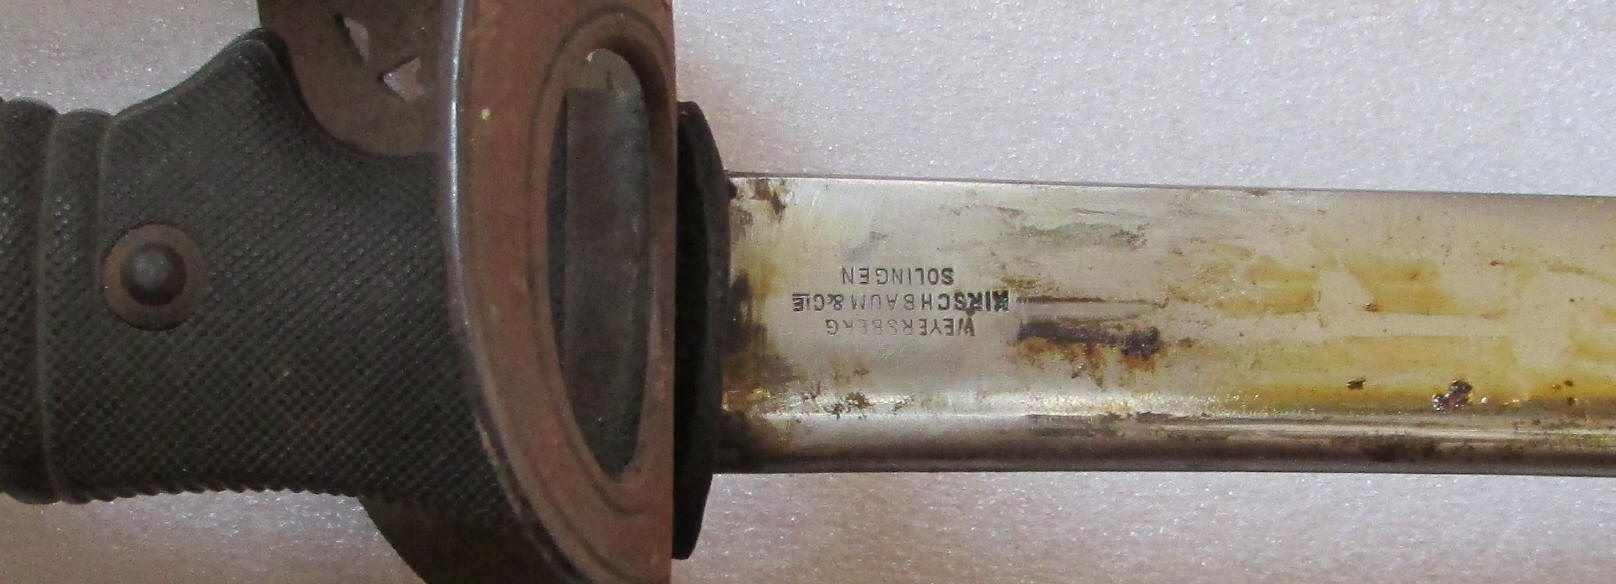 WEYERSBERG
KIRSCHBAUM & CIE
SOLINGEN